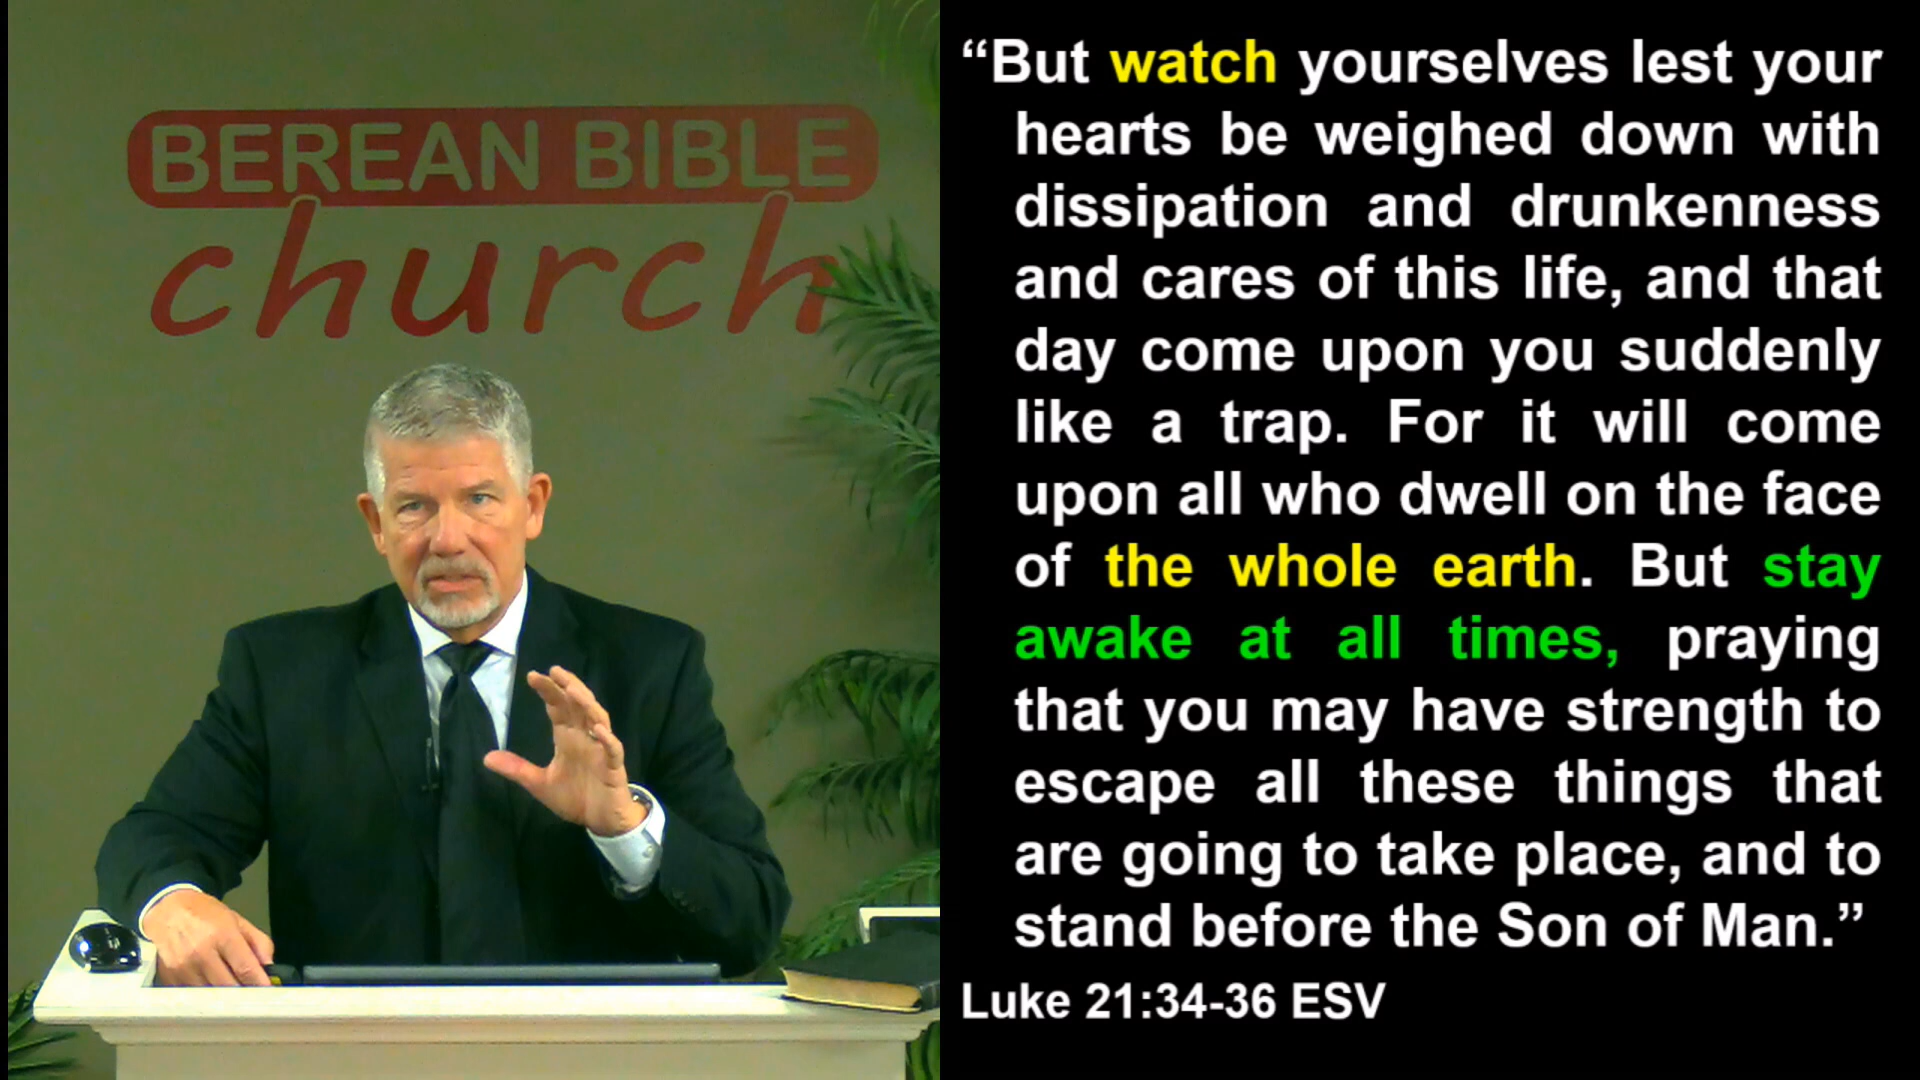 BEREAN BIBLE
church
“But watch yourselves lest your
hearts be weighed down with
dissipation and drunkenness
and cares of this life, and that
day come upon you suddenly
like a trap. For it will come
upon all who dwell on the face
of the whole earth. But stay
awake at all times, praying
that you may have strength to
escape all these things that
are going to take place, and to
stand before the Son of Man.”
Luke 21:34-36 ESV